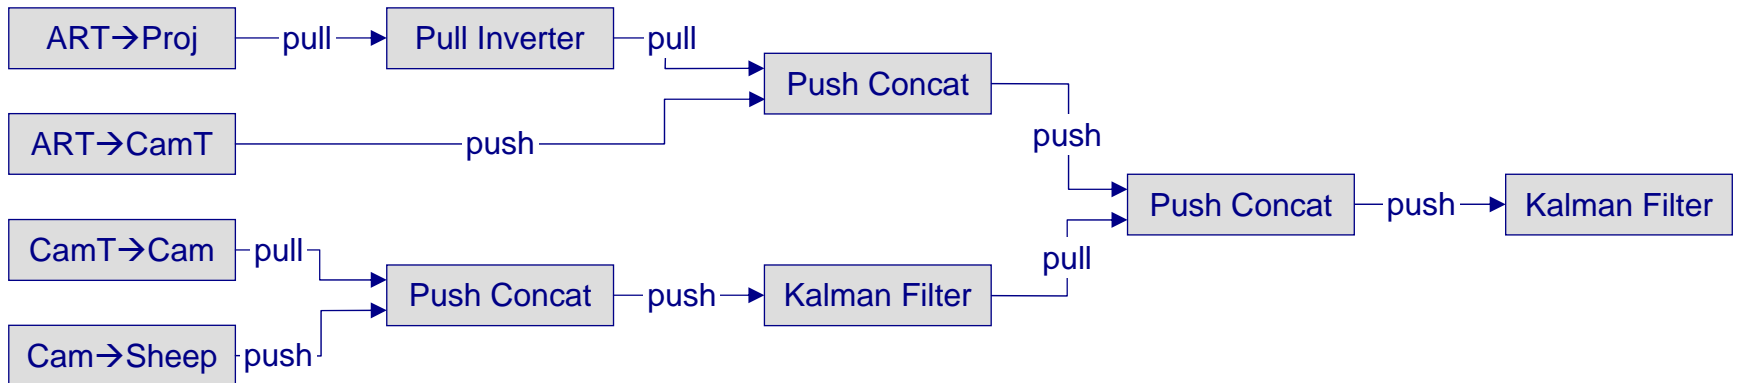 ART→Proj
pull
Pull Inverter
pull
Push Concat
ART→CamT
push
push
Push Concat
push
Kalman Filter
CamT→Cam
pull
pull
Push Concat
push
Kalman Filter
Cam→Sheep
push